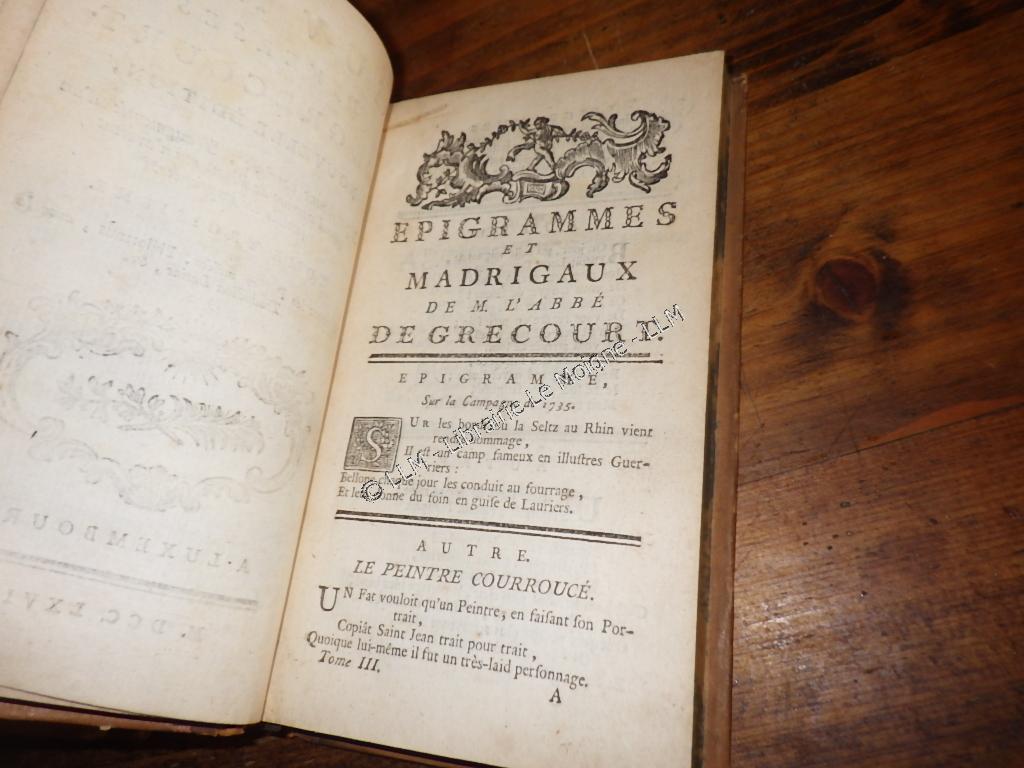 EPIGRAMMES
ET
MADRIGAUX
DE M. L'ABBÉ
DE GRECOURT.
EPIGRAMME,
Sur la Campagne de 1735.
SUR les bords où la Seltz au Rhin vient
rendre hommage,
Il est un camp fameux en illustres Guer-
riers :
Bellone chaque jour les conduit au fourrage,
Et leur donne du foin en guise de Lauriers.
AUTRE.
LE PEINTRE COURROUCÉ.
UN Fat vouloit qu'un Peintre, en faisant son Por-
trait,
Copiât Saint Jean trait pour trait,
Quoique lui-même il fut un très-laid personnage.
Tome III.
A
© LLM - Librairie Le Moigne - LLM
A LUXEMBOUR